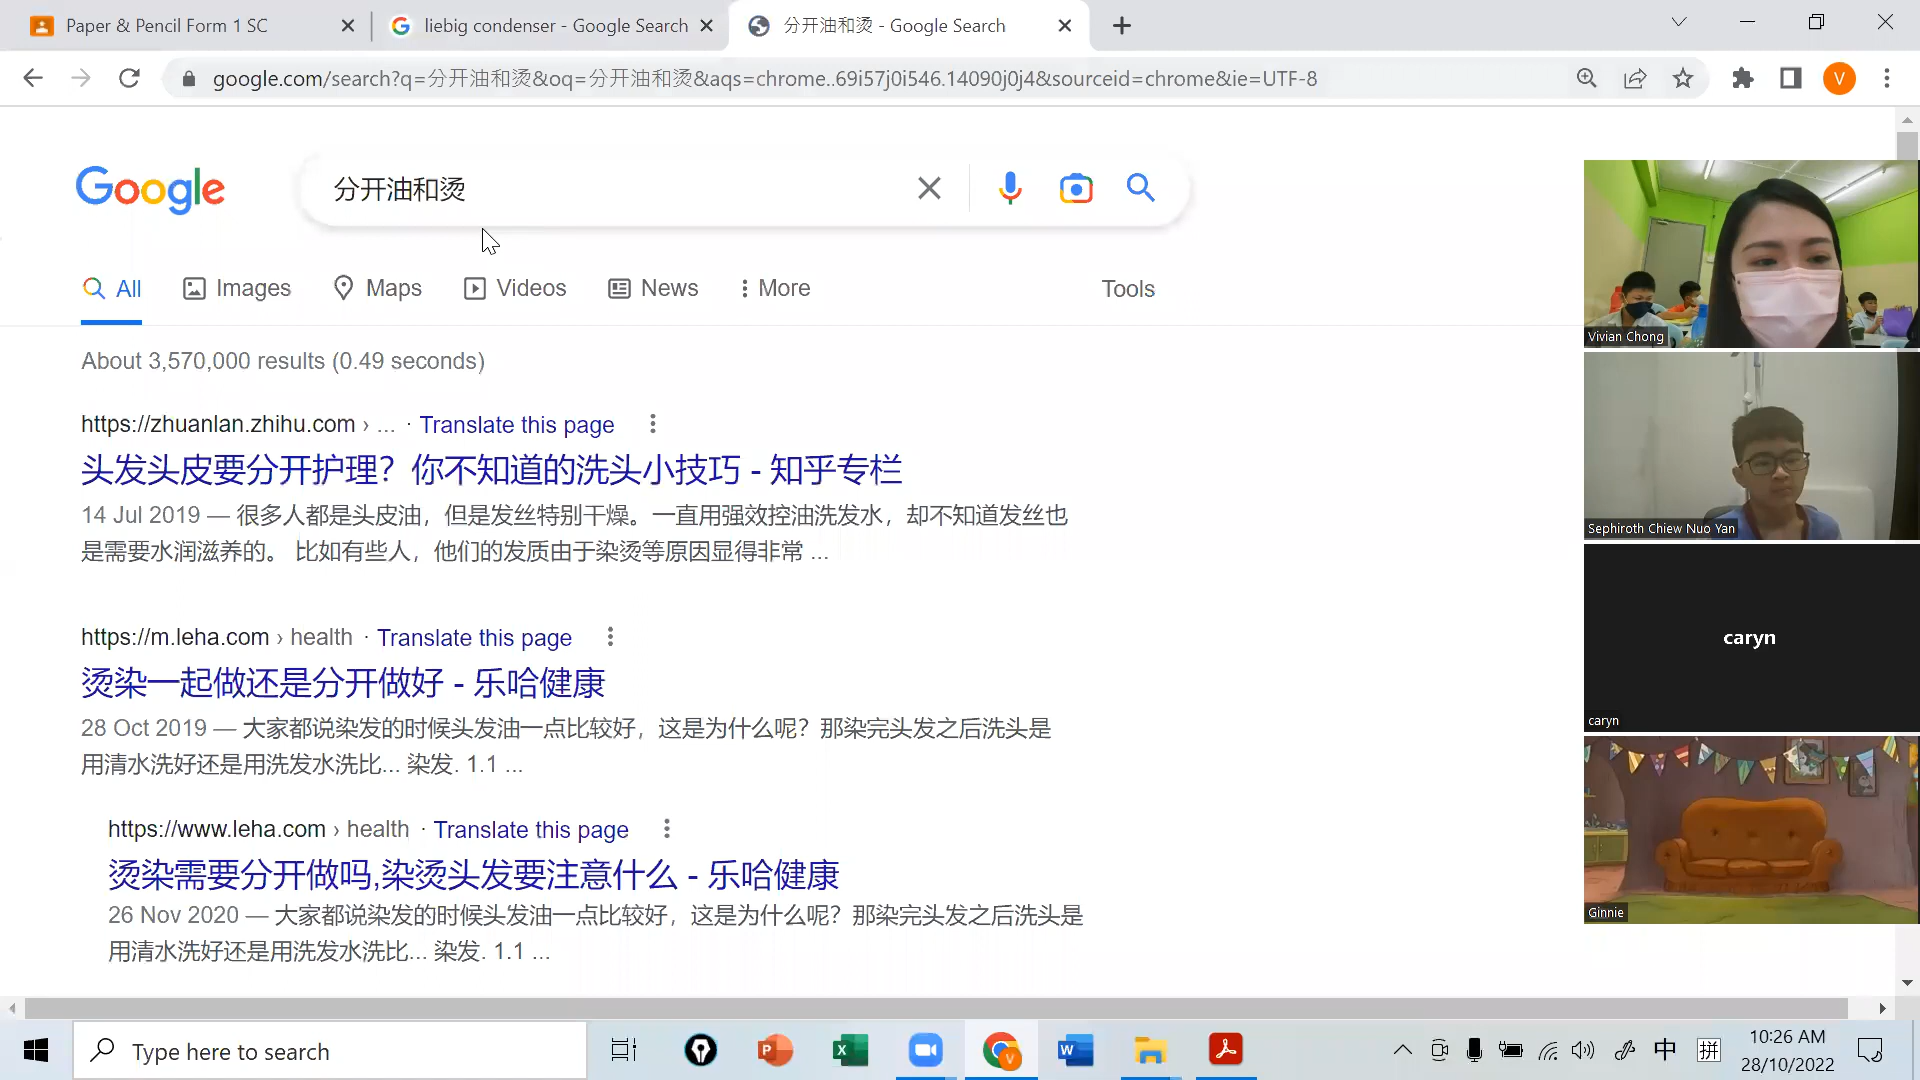 Paper & Pencil Form 1 SC
liebig condenser - Google Search
分开油和烫 - Google Search
google.com/search?q=分开油和烫&oq=分开油和烫&aqs=chrome..69i57j0i546.14090j0j4&sourceid=chrome&ie=UTF-8
V
Google
分开油和烫
All
Images
Maps
Videos
News
More
Tools
About 3,570,000 results (0.49 seconds)
https://zhuanlan.zhihu.com › ... · Translate this page
头发头皮要分开护理？你不知道的洗头小技巧 - 知乎专栏
14 Jul 2019 — 很多人都是头皮油，但是发丝特别干燥。一直用强效控油洗发水，却不知道发丝也
是需要水润滋养的。 比如有些人，他们的发质由于染烫等原因显得非常 ...
https://m.leha.com › health · Translate this page
烫染一起做还是分开做好 - 乐哈健康
28 Oct 2019 — 大家都说染发的时候头发油一点比较好，这是为什么呢？那染完头发之后洗头是
用清水洗好还是用洗发水洗比... 染发. 1.1 ...
https://www.leha.com › health · Translate this page
烫染需要分开做吗,染烫头发要注意什么 - 乐哈健康
26 Nov 2020 — 大家都说染发的时候头发油一点比较好，这是为什么呢？那染完头发之后洗头是
用清水洗好还是用洗发水洗比... 染发. 1.1 ...
Vivian Chong
Sephiroth Chiew Nuo Yan
caryn
caryn
Ginnie
Type here to search
P
X
V
W
中
拼
10:26 AM
28/10/2022